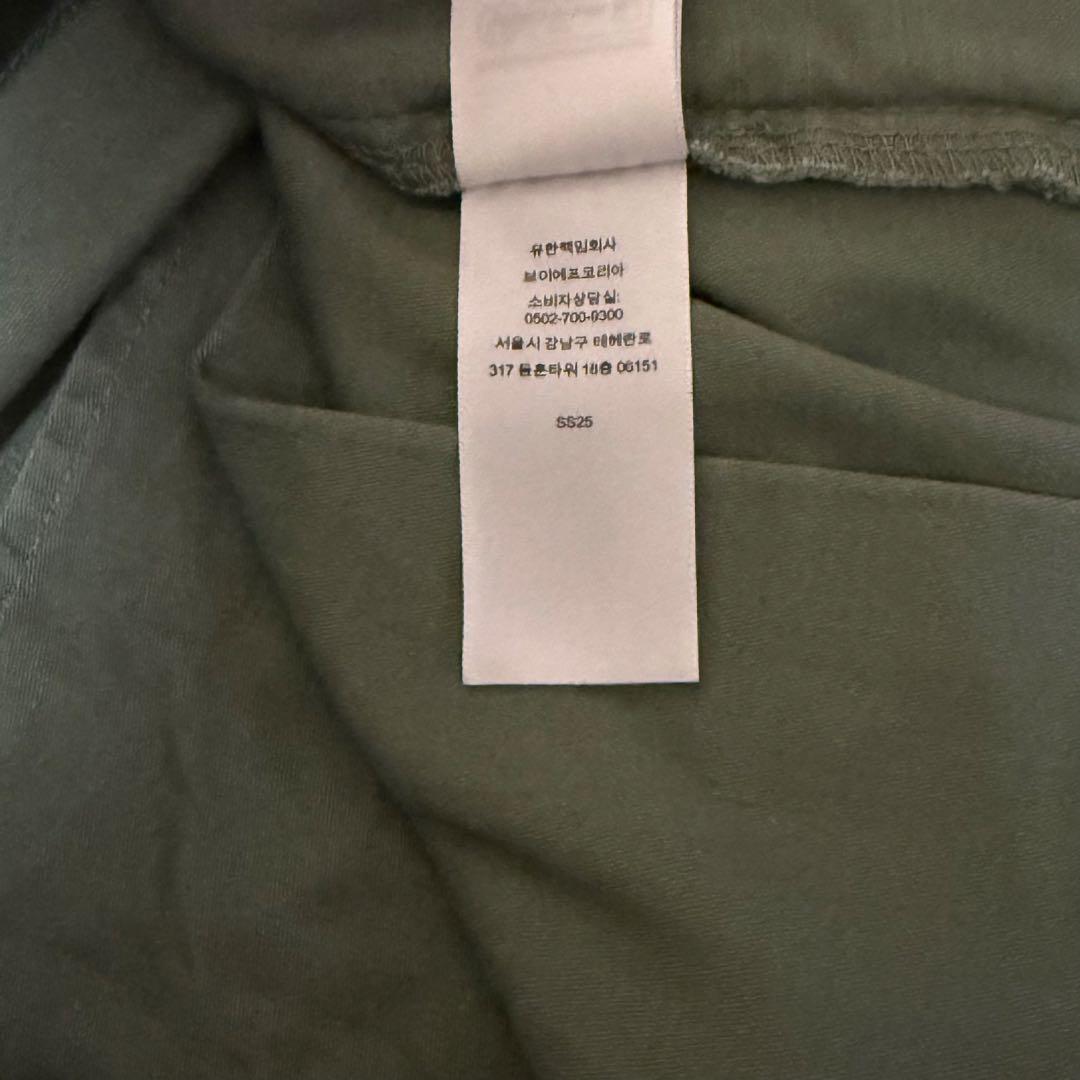 유한책임회사
브이에프코리아
소비자상담실:
0502-700-0300
서울시 강남구 테헤란로
317 동훈타워 층 06151
SS25